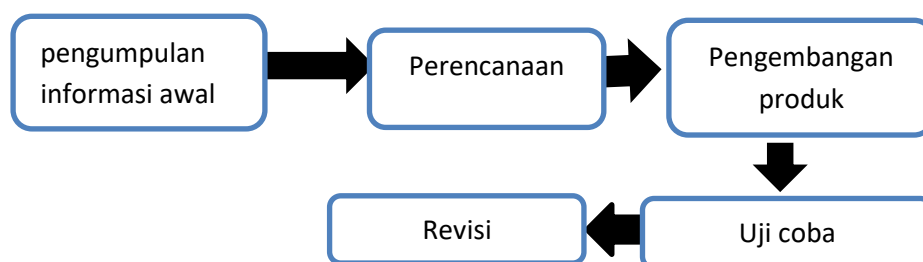 pengumpulan
informasi awal
Perencanaan
Pengembangan
produk
Uji coba
Revisi